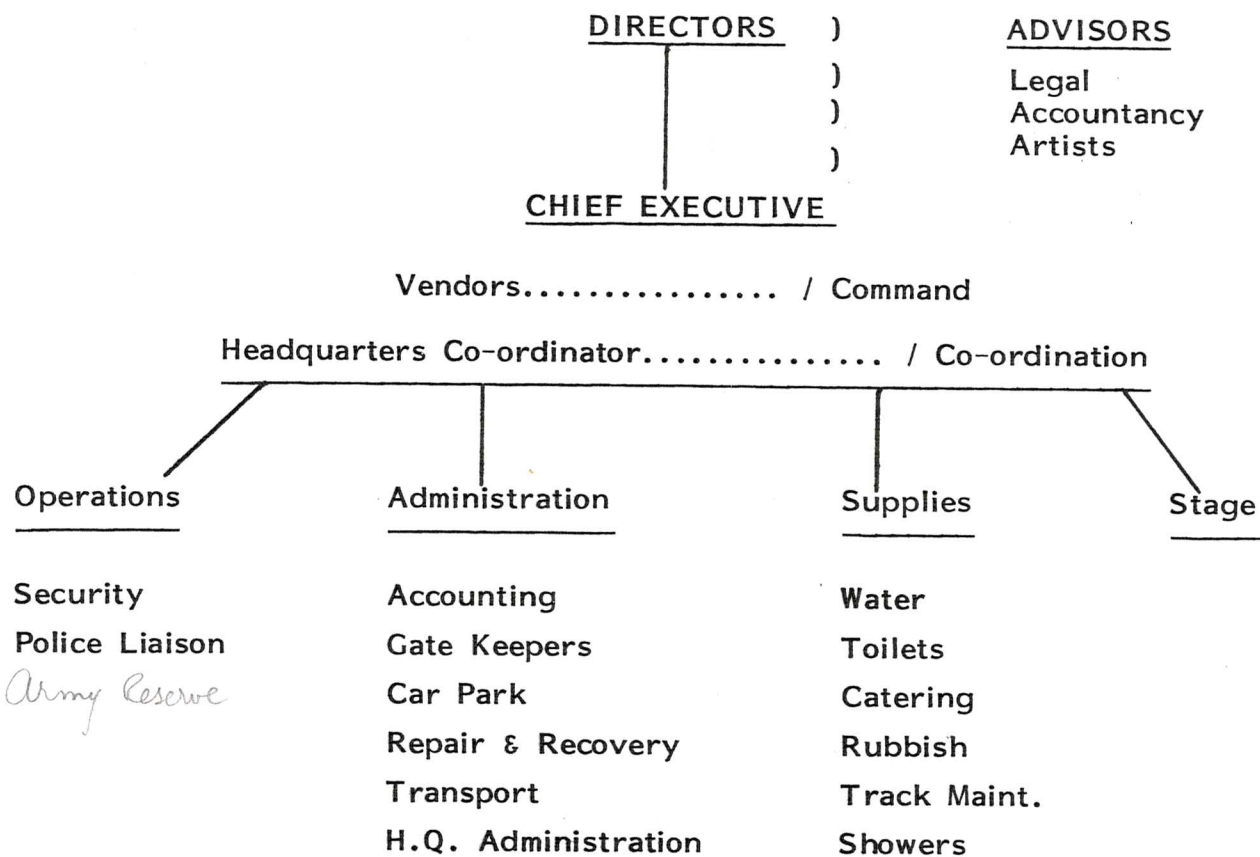 DIRECTORS ) ADVISORS
) Legal
) Accountancy
) Artists
CHIEF EXECUTIVE
Vendors................ / Command
Headquarters Co-ordinator............... / Co-ordination
Operations Administration Supplies Stage
Security Accounting Water
Police Liaison Gate Keepers Toilets
Army Reserve Car Park Catering
Repair & Recovery Rubbish
Transport Track Maint.
H.Q. Administration Showers